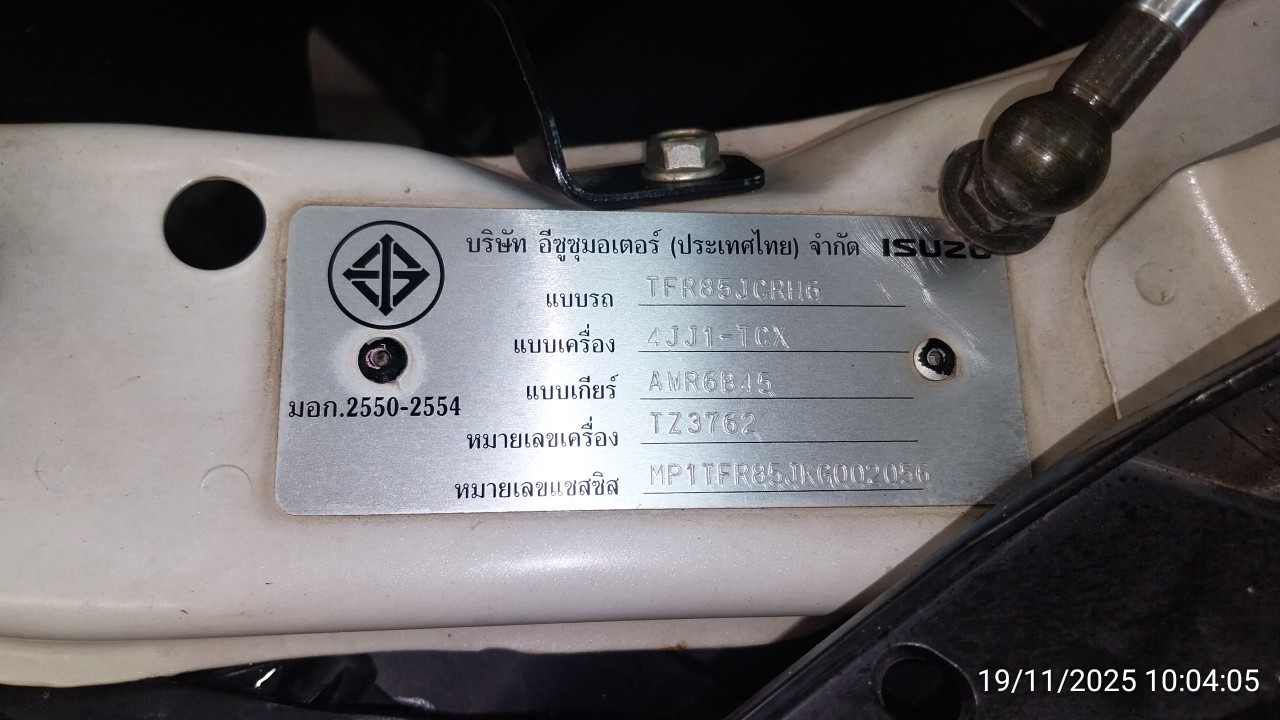 บริษัท อีซูซุมอเตอร์ (ประเทศไทย) จำกัด ISUZU
แบบรถ TFR85JCRHG
แบบเครื่อง 4JJ1-TCX
แบบเกียร์ AWR6B45
มอก.2550-2554
หมายเลขเครื่อง TZ3762
หมายเลขแชสซิส MP1TFR85JKG002056
19/11/2025 10:04:05